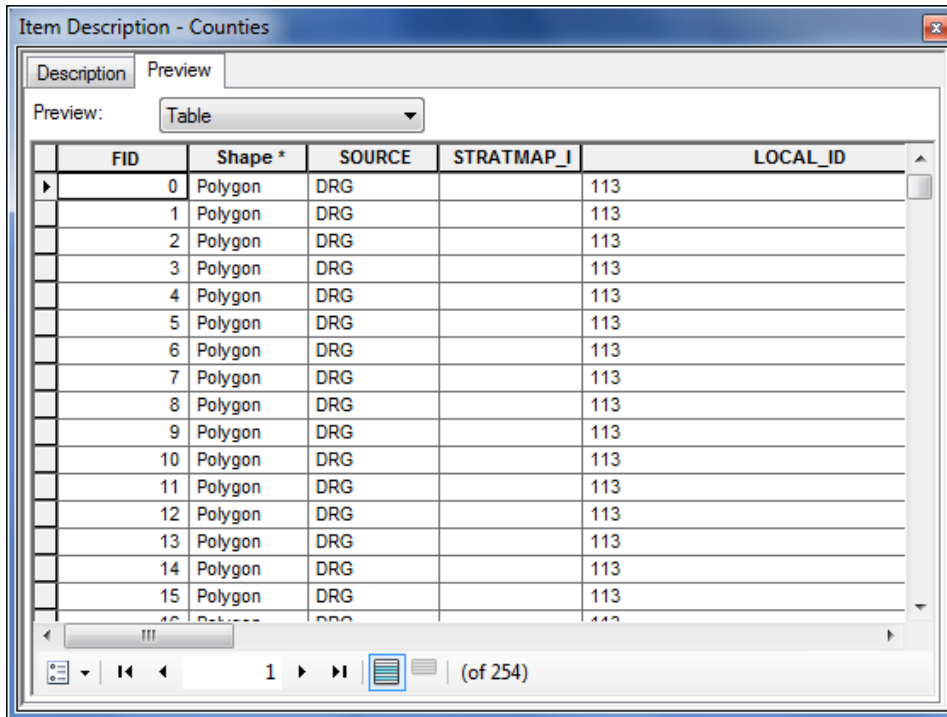 Item Description - Counties
Description Preview
Preview: Table
FID Shape * SOURCE STRATMAP_I LOCAL_ID
0 Polygon DRG 113
1 Polygon DRG 113
2 Polygon DRG 113
3 Polygon DRG 113
4 Polygon DRG 113
5 Polygon DRG 113
6 Polygon DRG 113
7 Polygon DRG 113
8 Polygon DRG 113
9 Polygon DRG 113
10 Polygon DRG 113
11 Polygon DRG 113
12 Polygon DRG 113
13 Polygon DRG 113
14 Polygon DRG 113
15 Polygon DRG 113
1 (of 254)